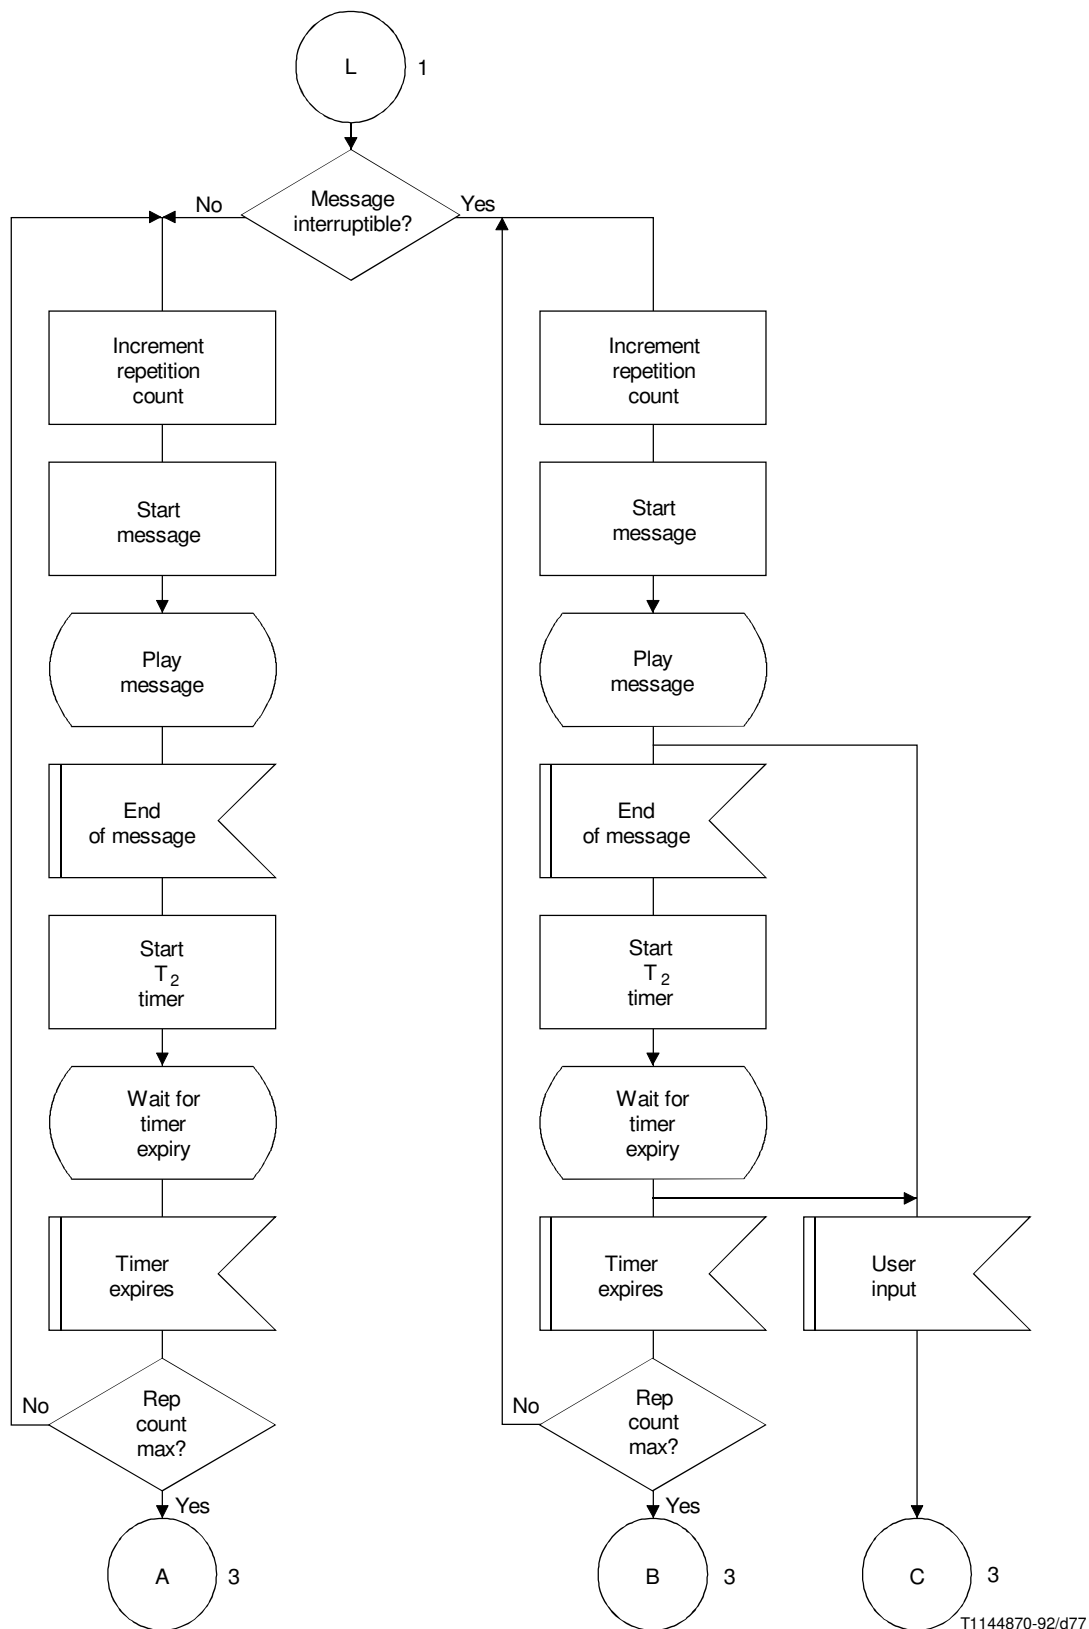 L 1
Message
interruptible?
No
Yes
Increment
repetition
count
Start
message
Play
message
End
of message
Start
T2
timer
Wait for
timer
expiry
Timer
expires
Rep
count
max?
No
Yes
A 3
Increment
repetition
count
Start
message
Play
message
End
of message
Start
T2
timer
Wait for
timer
expiry
Timer
expires
Rep
count
max?
No
Yes
B 3
User
input
C 3
T1144870-92/d77